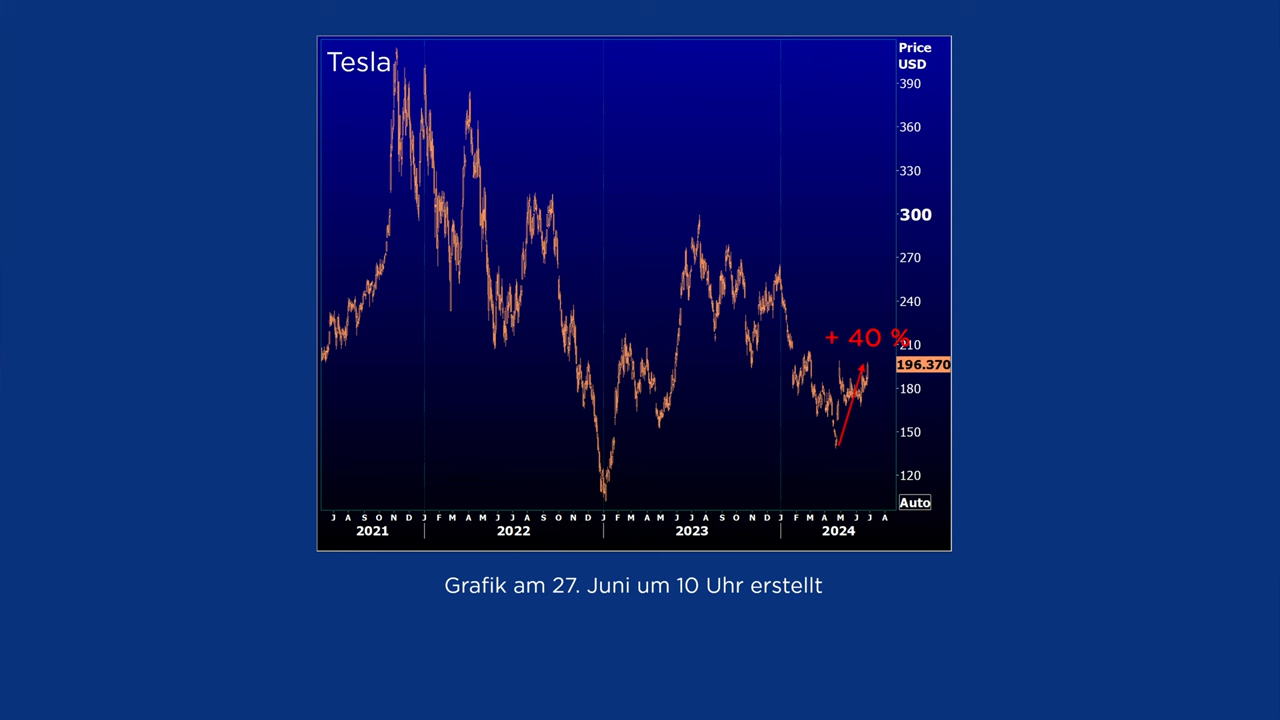 Tesla
Price
USD
390
360
330
300
270
240
+ 40 %
210
196.370
180
150
120
Auto
J A S O N D J F M A M J J A S O N D J F M A M J J A S O N D J F M A M J J A
2021 2022 2023 2024
Grafik am 27. Juni um 10 Uhr erstellt